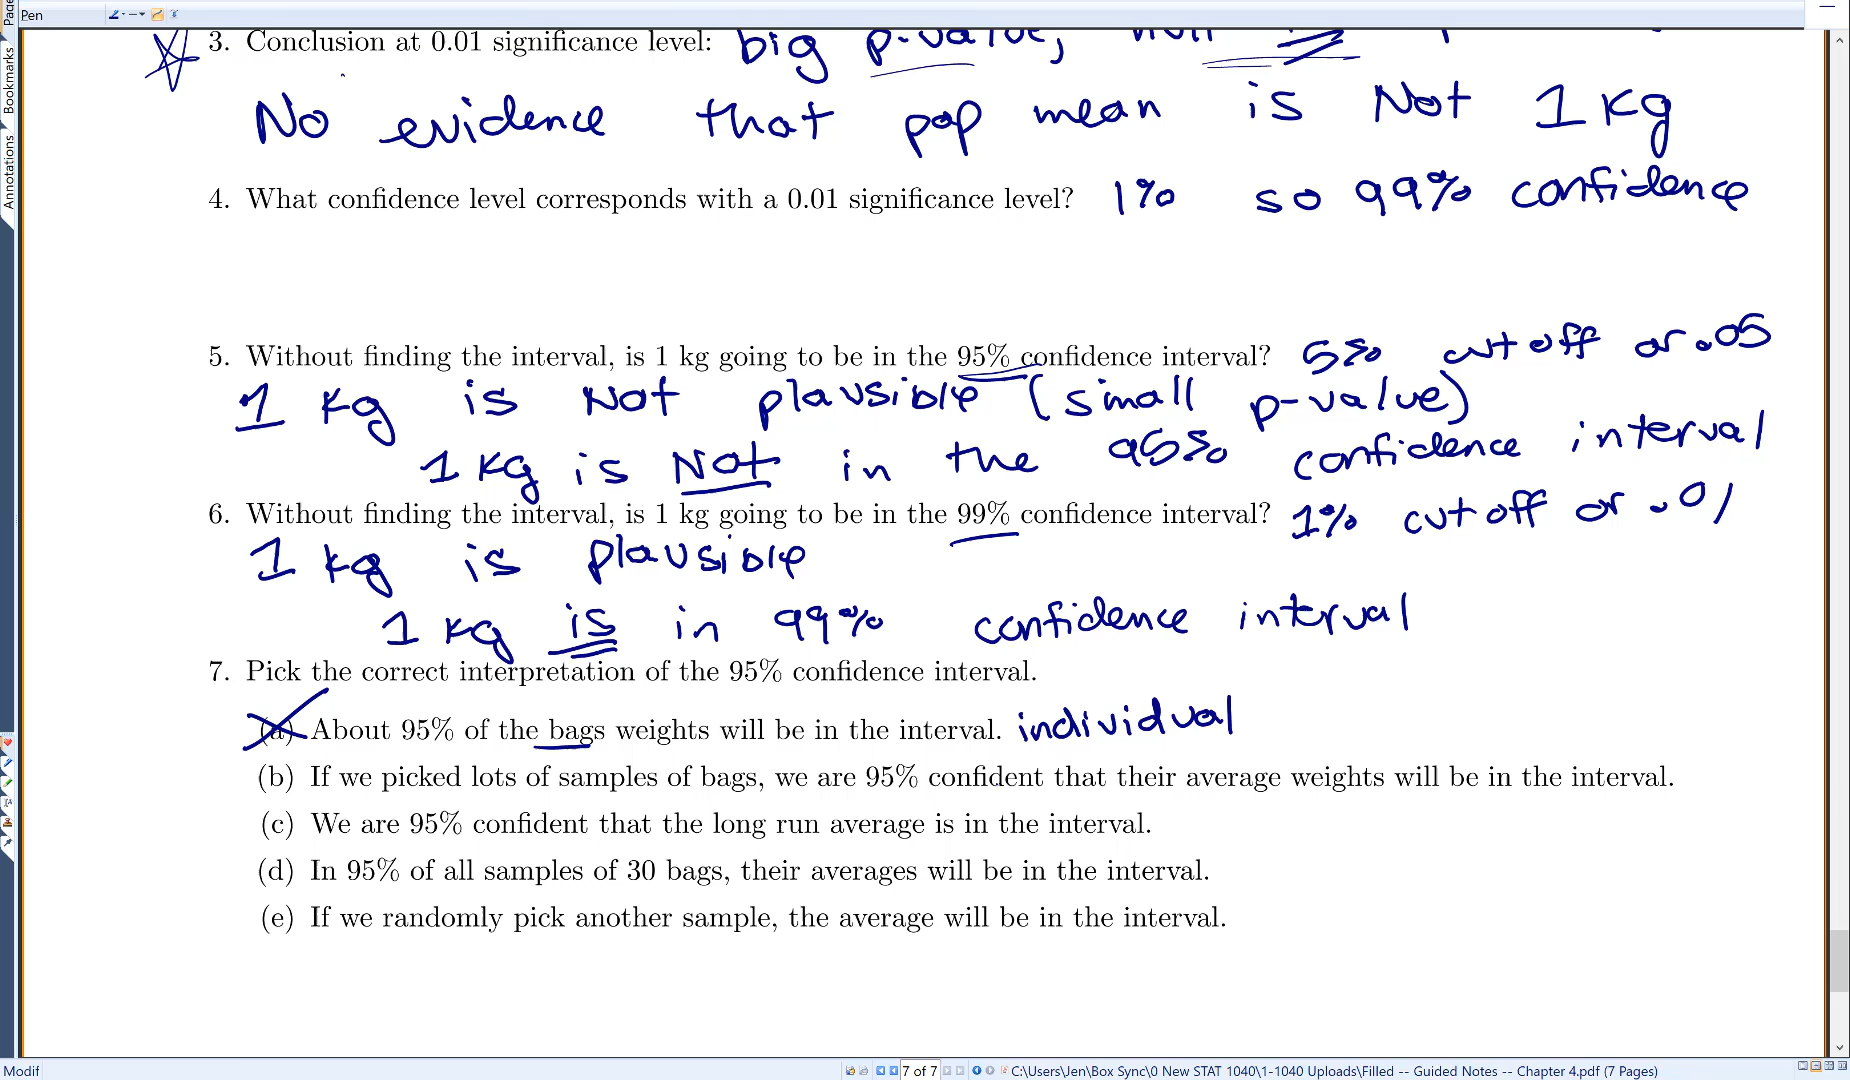 Pen
Page
Bookmarks
Annotations
3. Conclusion at 0.01 significance level: big p-value, null
No evidence that pop mean is Not 1 kg
4. What confidence level corresponds with a 0.01 significance level? 1% so 99% confidence
5. Without finding the interval, is 1 kg going to be in the 95% confidence interval? 5% cutoff or .05
1 kg is Not plausible (small p-value)
1 kg is Not in the 95% confidence interval
6. Without finding the interval, is 1 kg going to be in the 99% confidence interval? 1% cutoff or .01
1 kg is plausible
1 kg is in 99% confidence interval
7. Pick the correct interpretation of the 95% confidence interval.
(a) About 95% of the bags weights will be in the interval. individual
(b) If we picked lots of samples of bags, we are 95% confident that their average weights will be in the interval.
(c) We are 95% confident that the long run average is in the interval.
(d) In 95% of all samples of 30 bags, their averages will be in the interval.
(e) If we randomly pick another sample, the average will be in the interval.
Modif
7 of 7
C:\Users\Jen\Box Sync\0 New STAT 1040\1-1040 Uploads\Filled -- Guided Notes -- Chapter 4.pdf (7 Pages)